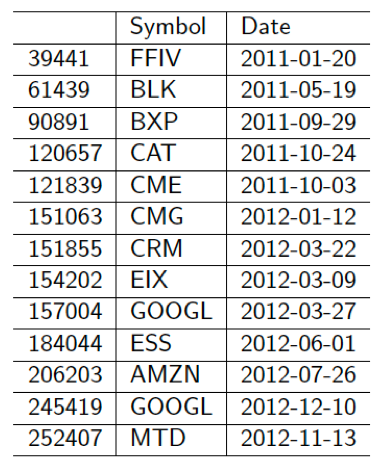 Symbol Date
39441 FFIV 2011-01-20
61439 BLK 2011-05-19
90891 BXP 2011-09-29
120657 CAT 2011-10-24
121839 CME 2011-10-03
151063 CMG 2012-01-12
151855 CRM 2012-03-22
154202 EIX 2012-03-09
157004 GOOGL 2012-03-27
184044 ESS 2012-06-01
206203 AMZN 2012-07-26
245419 GOOGL 2012-12-10
252407 MTD 2012-11-13